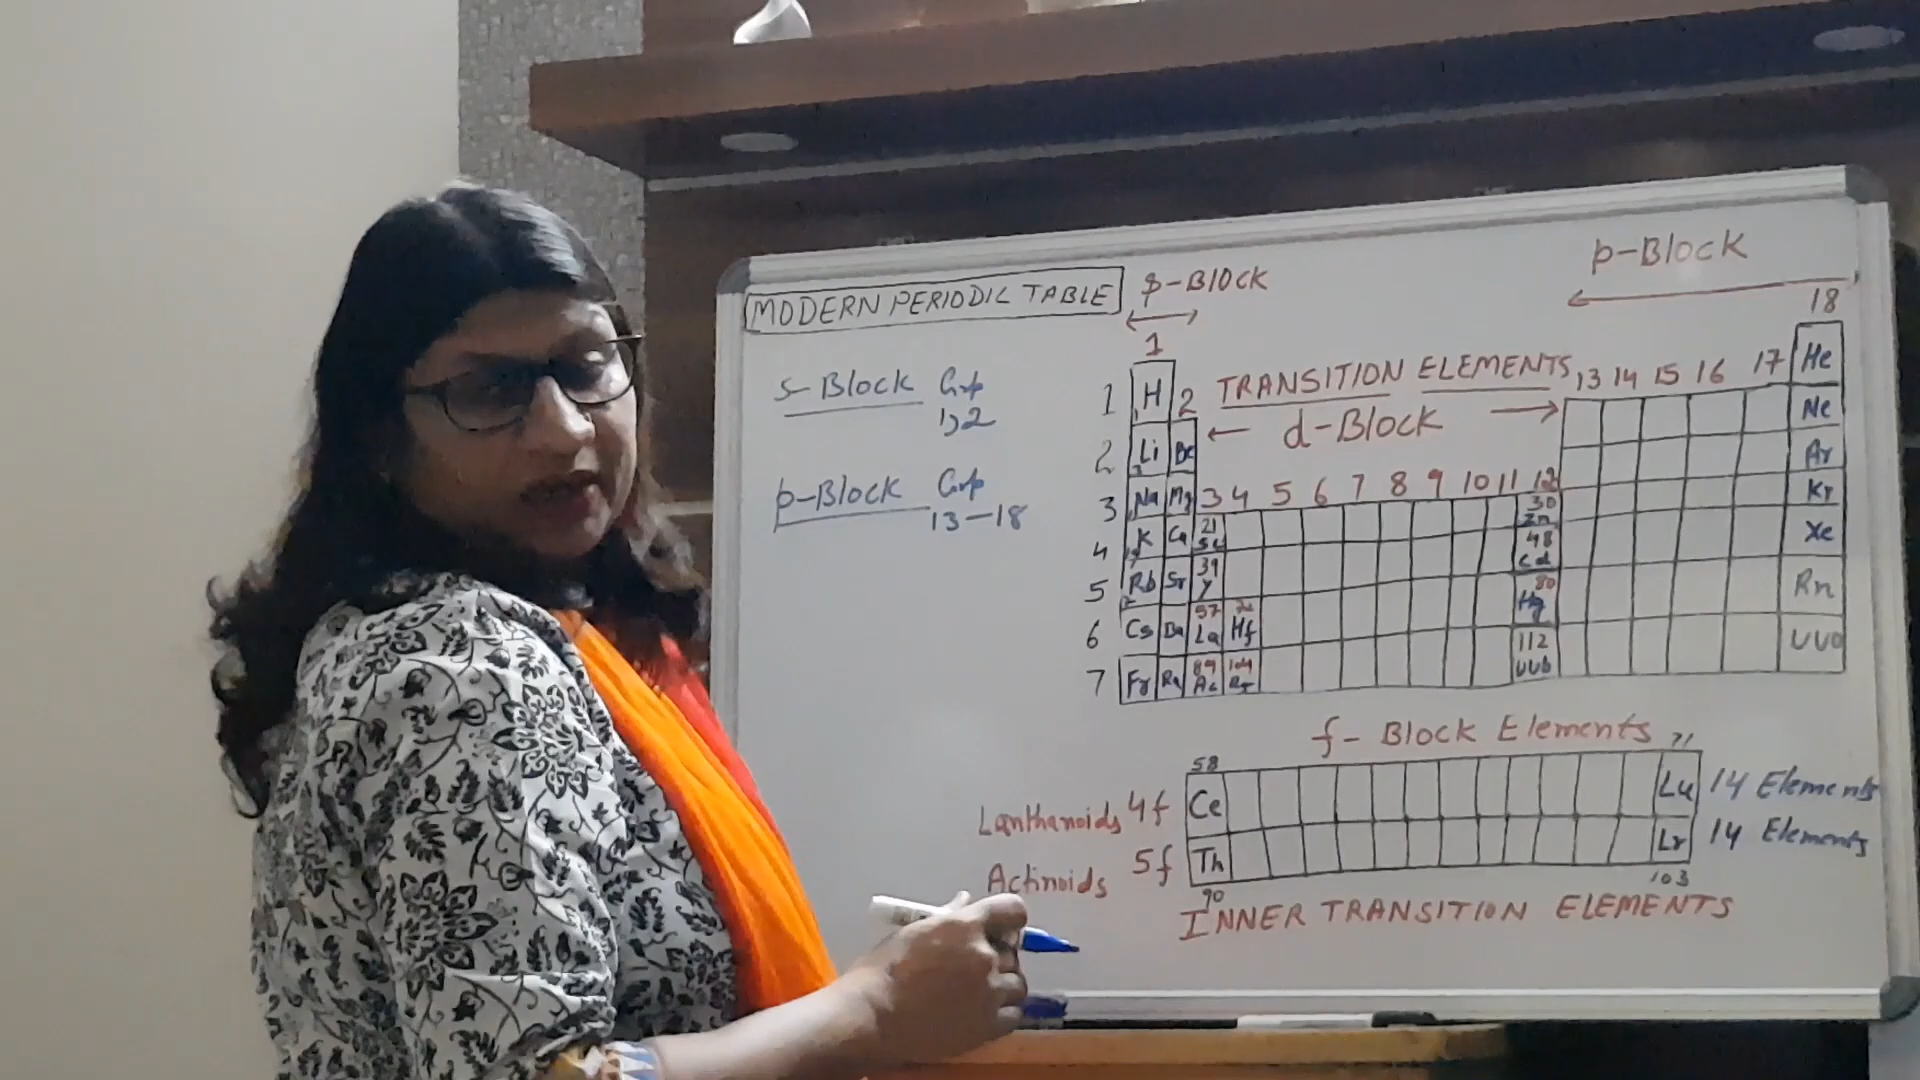 MODERN PERIODIC TABLE
s-Block Grp
1,2
p-Block Grp
13-18
s-Block
p-Block
1
18
TRANSITION ELEMENTS
13 14 15 16 17
d-Block
1 H 2 He
2 Li Be Ne
3 Na Mg Ar
3 4 5 6 7 8 9 10 11 12
4 K Ca 21 Sc 30 Zn Kr
5 Rb Sr 39 Y 48 Cd Xe
6 Cs Ba 57 La 72 Hf 80 Hg Rn
7 Fr Ra 89 Ac 104 Rf 112 UUb UUO
f- Block Elements
58 71
Lanthanoids 4f Ce Lu 14 Elements
Actinoids 5f Th Lr 14 Elements
90 103
INNER TRANSITION ELEMENTS